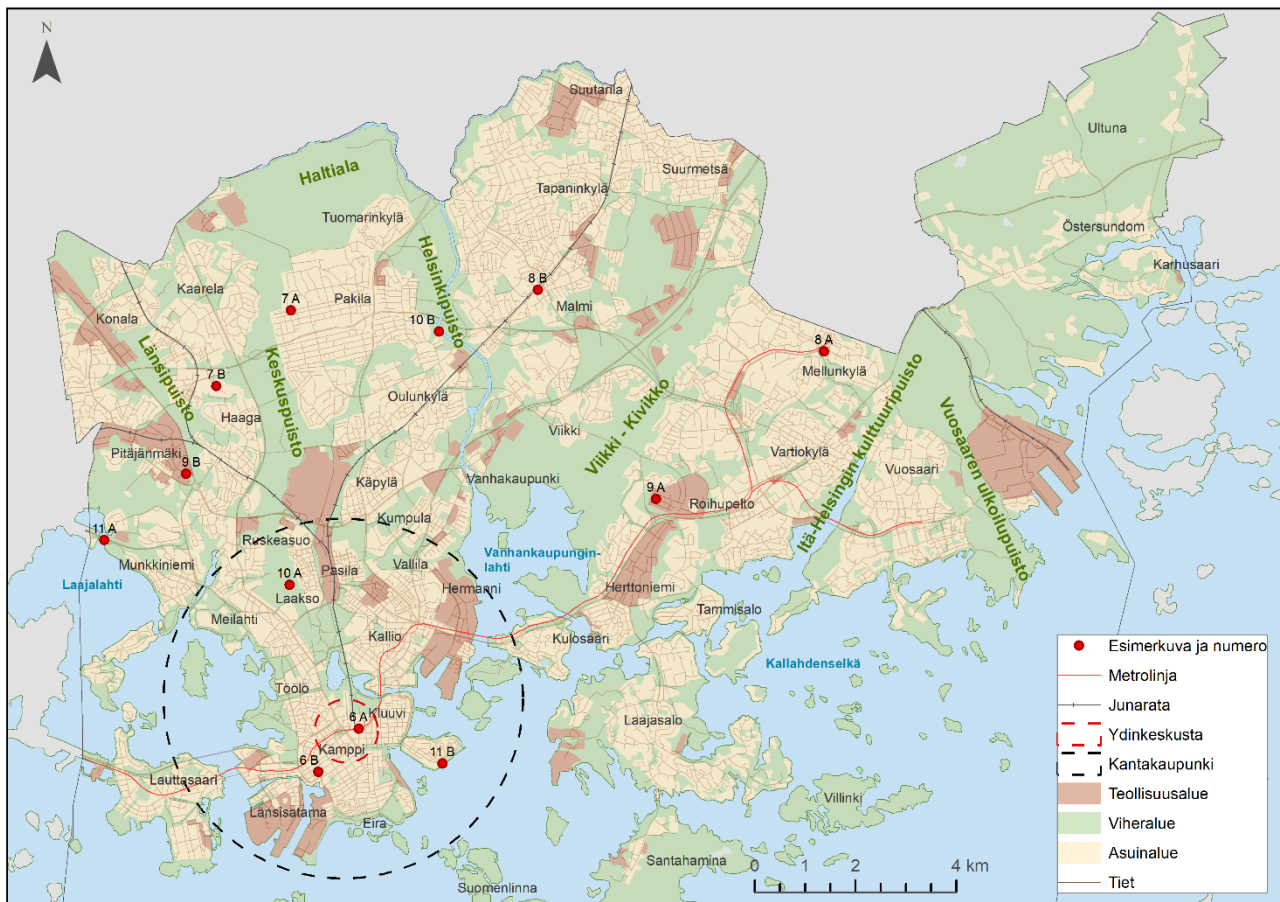 N
Suutarila
Ultuna
Haltiala
Suurmetsä
Tapaninkylä
Tuomarinkylä
Östersundom
Helsinkipuisto
Karhusaari
Kaarela
8 B
7 A
Pakila
Malmi
Konala
10 B
8 A
Länsipuisto
Keskuspuisto
Mellunkylä
7 B
Oulunkylä
Haaga
Viikki - Kivikko
Itä-Helsingin kulttuuripuisto
Vuosaaren ulkoilupuisto
Viikki
Pitäjänmäki
Vartiokylä
9 B
Käpylä
Vanhakaupunki
Vuosaari
9 A
Roihupelto
Kumpula
11 A
Ruskeasuo
Munkkiniemi
Pasila
Vallila
Vanhankaupungin-
lahti
Laajalahti
10 A
Laakso
Hermanni
Herttoniemi
Meilahti
Tammisalo
Kallio
Kulosaari
Kallahdenselkä
Töölö
6 A
Kluuvi
Laajasalo
Kamppi
6 B
11 B
Lauttasaari
Länsisatama
Eira
Villinki
Santahamina
Suomenlinna
0
2
4 km
Esimerkuva ja numero
Metrolinja
Junarata
Ydinkeskusta
Kantakaupunki
Teollisuusalue
Viheralue
Asuinalue
Tiet